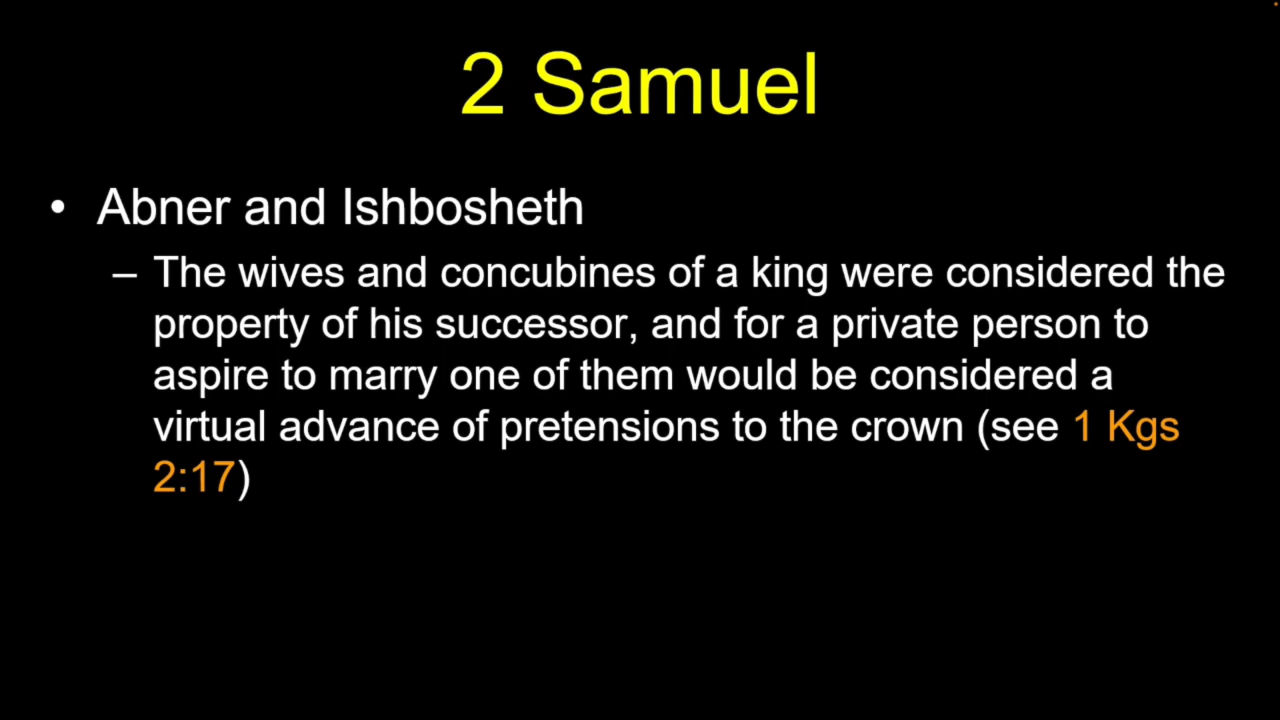 2 Samuel
• Abner and Ishbosheth
– The wives and concubines of a king were considered the
property of his successor, and for a private person to
aspire to marry one of them would be considered a
virtual advance of pretensions to the crown (see 1 Kgs
2:17)